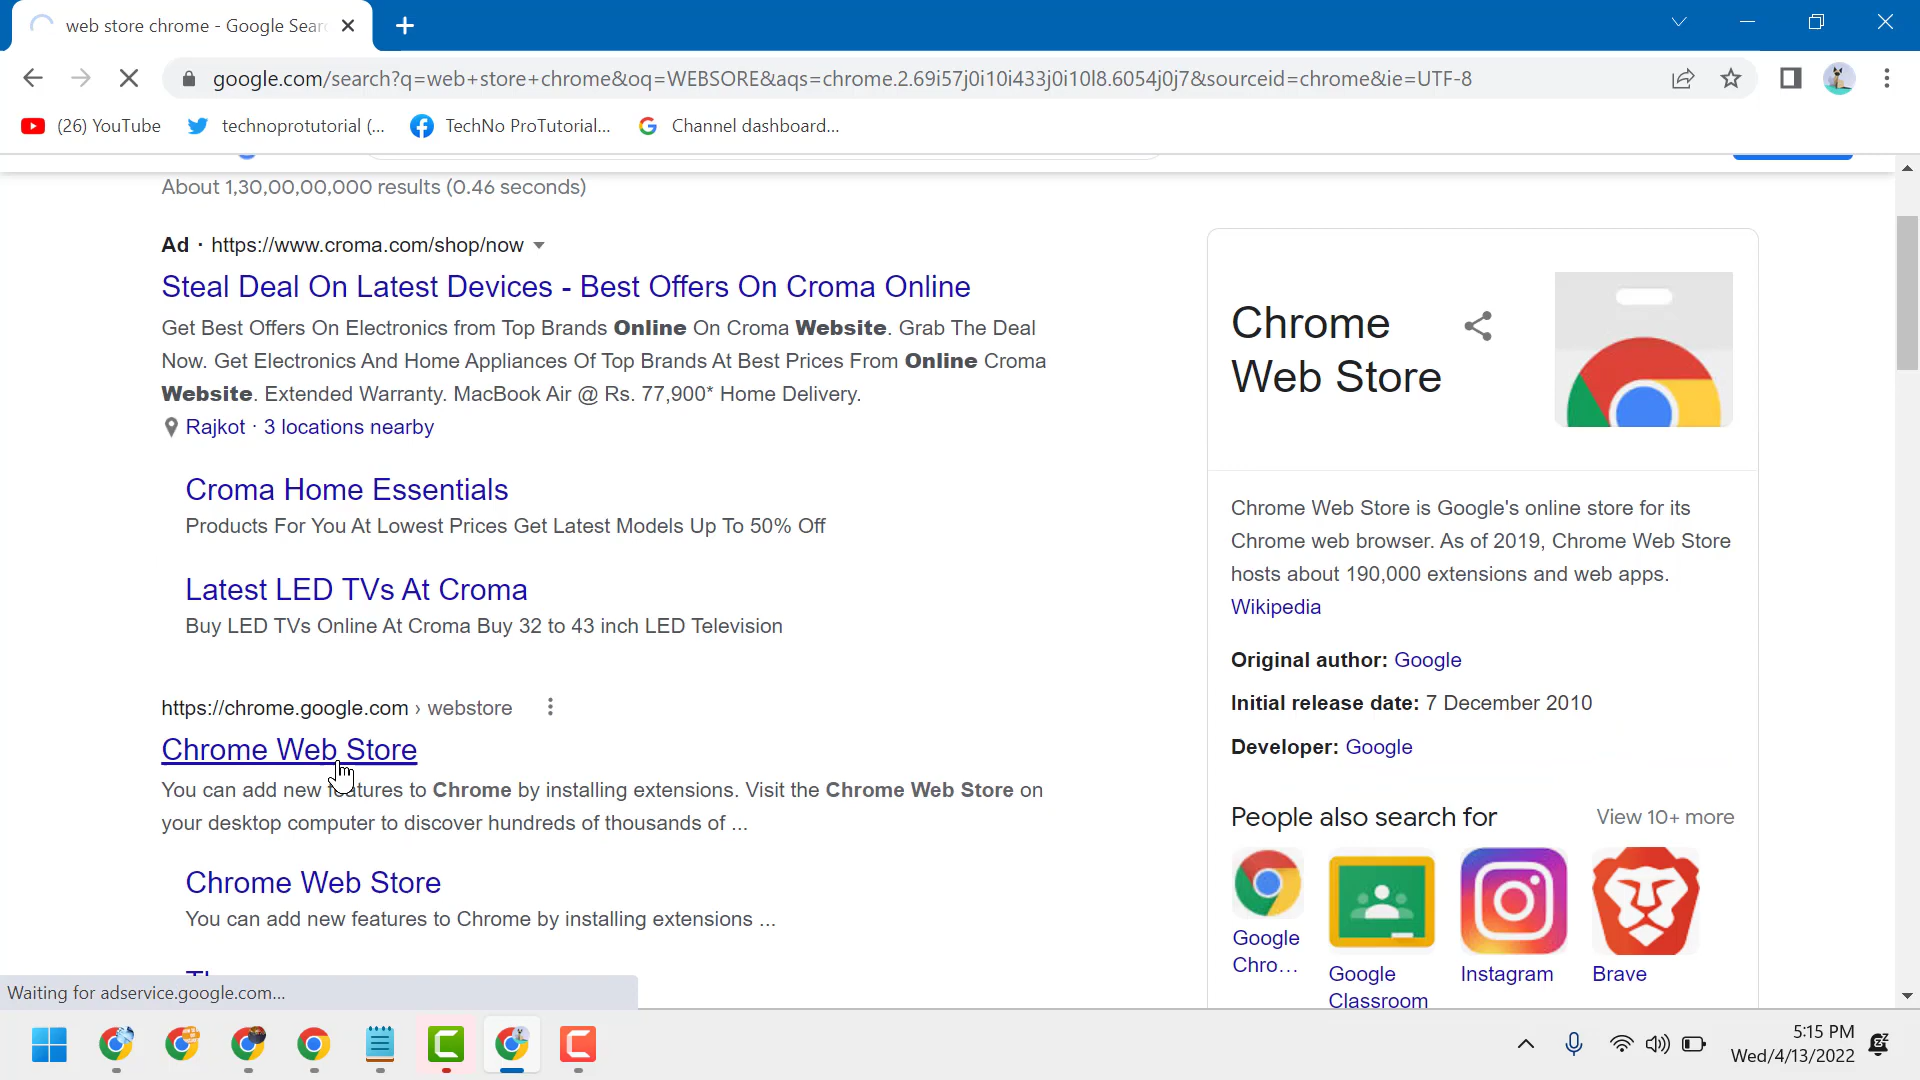 web store chrome - Google Sear
google.com/search?q=web+store+chrome&oq=WEBSORE&aqs=chrome.2.69i57j0i10i433j0i10l8.6054j0j7&sourceid=chrome&ie=UTF-8
(26) YouTube
technoprotutorial (...
TechNo ProTutorial...
Channel dashboard...
About 1,30,00,00,000 results (0.46 seconds)
Ad · https://www.croma.com/shop/now
Steal Deal On Latest Devices - Best Offers On Croma Online
Get Best Offers On Electronics from Top Brands Online On Croma Website. Grab The Deal
Now. Get Electronics And Home Appliances Of Top Brands At Best Prices From Online Croma
Website. Extended Warranty. MacBook Air @ Rs. 77,900* Home Delivery.
Rajkot · 3 locations nearby
Croma Home Essentials
Products For You At Lowest Prices Get Latest Models Up To 50% Off
Latest LED TVs At Croma
Buy LED TVs Online At Croma Buy 32 to 43 inch LED Television
https://chrome.google.com › webstore
Chrome Web Store
You can add new features to Chrome by installing extensions. Visit the Chrome Web Store on
your desktop computer to discover hundreds of thousands of ...
Chrome Web Store
You can add new features to Chrome by installing extensions ...
Waiting for adservice.google.com...
Chrome
Web Store
Chrome Web Store is Google's online store for its
Chrome web browser. As of 2019, Chrome Web Store
hosts about 190,000 extensions and web apps.
Wikipedia
Original author: Google
Initial release date: 7 December 2010
Developer: Google
People also search for
View 10+ more
Google
Chro...
Google
Classroom
Instagram
Brave
5:15 PM
Wed/4/13/2022